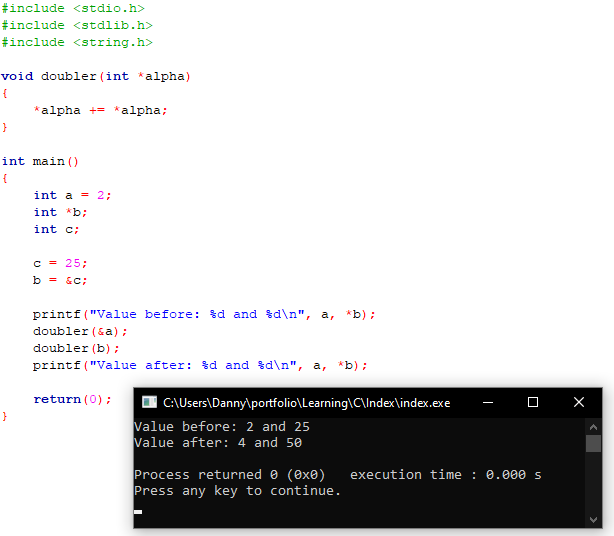 #include <stdio.h>
#include <stdlib.h>
#include <string.h>
void doubler(int *alpha)
{
    *alpha += *alpha;
}
int main()
{
    int a = 2;
    int *b;
    int c;
    c = 25;
    b = &c;
    printf("Value before: %d and %d\n", a, *b);
    doubler(&a);
    doubler(b);
    printf("Value after: %d and %d\n", a, *b);
    return(0);
}
C:\Users\Danny\portfolio\Learning\C\Index\index.exe
Value before: 2 and 25
Value after: 4 and 50
Process returned 0 (0x0)   execution time : 0.000 s
Press any key to continue.